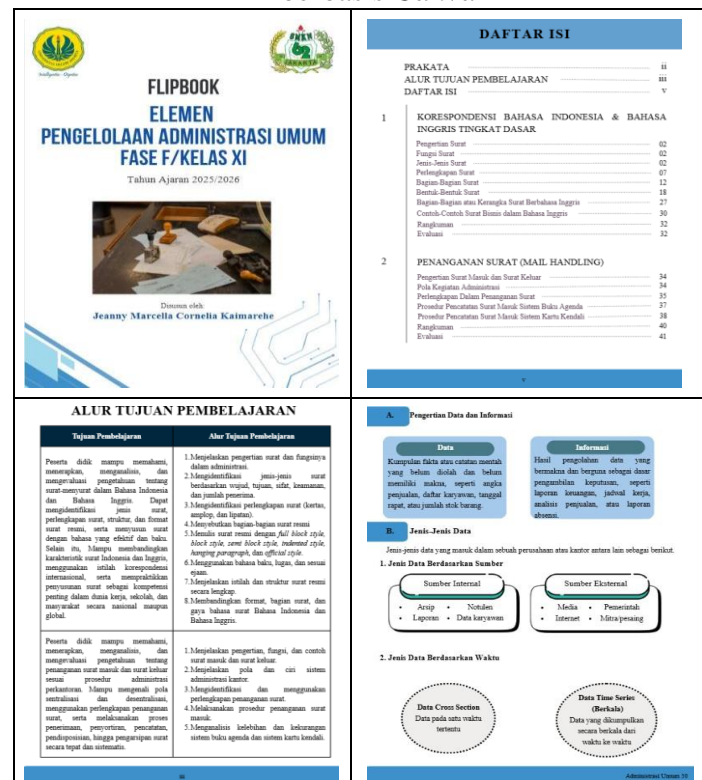 SMKN
62
JAKARTA
FLIPBOOK
ELEMEN
PENGELOLAAN ADMINISTRASI UMUM
FASE F/KELAS XI
Tahun Ajaran 2025/2026
Disusun oleh
Jeanny Marcella Cornelia Kaimarehe
DAFTAR ISI
PRAKATA ii
ALUR TUJUAN PEMBELAJARAN iii
DAFTAR ISI v
1 KORESPONDENSI BAHASA INDONESIA & BAHASA
INGGRIS TINGKAT DASAR
Pengertian Surat 02
Fungsi Surat 02
Jenis-Jenis Surat 02
Perlengkapan Surat 07
Bagian-Bagian Surat 12
Bentuk-Bentuk Surat 18
Bagian-Bagian atau Kerangka Surat Berbahasa Inggris 27
Contoh-Contoh Surat Bisnis dalam Bahasa Inggris 30
Rangkuman 32
Evaluasi 32
2 PENANGANAN SURAT (MAIL HANDLING)
Pengertian Surat Masuk dan Surat Keluar 34
Pola Kegiatan Administrasi 34
Perlengkapan Dalam Penanganan Surat 35
Prosedur Pencatatan Surat Masuk Sistem Buku Agenda 37
Prosedur Pencatatan Surat Masuk Sistem Kartu Kendali 38
Rangkuman 40
Evaluasi 41
v
ALUR TUJUAN PEMBELAJARAN
Tujuan Pembelajaran
Alur Tujuan Pembelajaran
Peserta didik mampu memahami,
menerapkan, menganalisis, dan
mengevaluasi pengetahuan tentang
surat-menyurat dalam Bahasa Indonesia
dan Bahasa Inggris. Dapat
mengidentifikasi jenis surat,
perlengkapan surat, struktur, dan format
surat resmi, serta menyusun surat
dengan bahasa yang efektif dan baku.
Selain itu, Mampu membandingkan
karakteristik surat Indonesia dan Inggris,
menggunakan istilah korespondensi
internasional, serta mempraktikkan
penyusunan surat sebagai kompetensi
penting dalam dunia kerja, sekolah, dan
masyarakat secara nasional maupun
global.
1. Menjelaskan pengertian surat dan fungsinya
dalam administrasi.
2. Mengidentifikasi jenis-jenis surat
berdasarkan wujud, tujuan, sifat, keamanan,
dan jumlah penerima.
3. Mengidentifikasi perlengkapan surat (kertas,
amplop, dan lipatan).
4. Menyebutkan bagian-bagian surat resmi
5. Menulis surat resmi dengan full block style,
block style, semi block style, indented style,
hanging paragraph, dan official style.
6. Menggunakan bahasa baku, lugas, dan sesuai
ejaan.
7. Menjelaskan istilah dan struktur surat resmi
secara lengkap.
8. Membandingkan format, bagian surat, dan
gaya bahasa surat Bahasa Indonesia dan
Bahasa Inggris.
Peserta didik mampu memahami,
menerapkan, menganalisis, dan
mengevaluasi pengetahuan tentang
penanganan surat masuk dan surat keluar
sesuai prosedur administrasi
perkantoran. Mampu mengenali pola
sentralisasi dan desentralisasi,
menggunakan perlengkapan penanganan
surat, serta melaksanakan proses
penerimaan, penyortiran, pencatatan,
pendisposisian, hingga pengarsipan surat
secara tepat dan sistematis.
1. Menjelaskan pengertian, fungsi, dan contoh
surat masuk dan surat keluar.
2. Menjelaskan pola dan ciri sistem
administrasi kantor.
3. Mengidentifikasi dan menggunakan
perlengkapan penanganan surat.
4. Melaksanakan prosedur penanganan surat
masuk.
5. Menganalisis kelebihan dan kekurangan
sistem buku agenda dan sistem kartu kendali.
iii
A. Pengertian Data dan Informasi
Data
Kumpulan fakta atau catatan mentah
yang belum diolah dan belum
memiliki makna, seperti angka
penjualan, daftar karyawan, tanggal
rapat, atau jumlah stok barang.
Informasi
Hasil pengolahan data yang
bermakna dan berguna sebagai dasar
pengambilan keputusan, seperti
laporan keuangan, jadwal kerja,
analisis penjualan, atau laporan
absensi.
B. Jenis-Jenis Data
Jenis-jenis data yang masuk dalam sebuah perusahaan atau kantor antara lain sebagai berikut.
1. Jenis Data Berdasarkan Sumber
Sumber Internal
• Arsip • Notulen
• Laporan • Data karyawan
Sumber Eksternal
• Media • Pemerintah
• Internet • Mitra/pesaing
2. Jenis Data Berdasarkan Waktu
Data Cross Section
Data pada satu waktu
tertentu
Data Time Series
(Berkala)
Data yang dikumpulkan
secara berkala dari
waktu ke waktu
Administrasi Umum 59